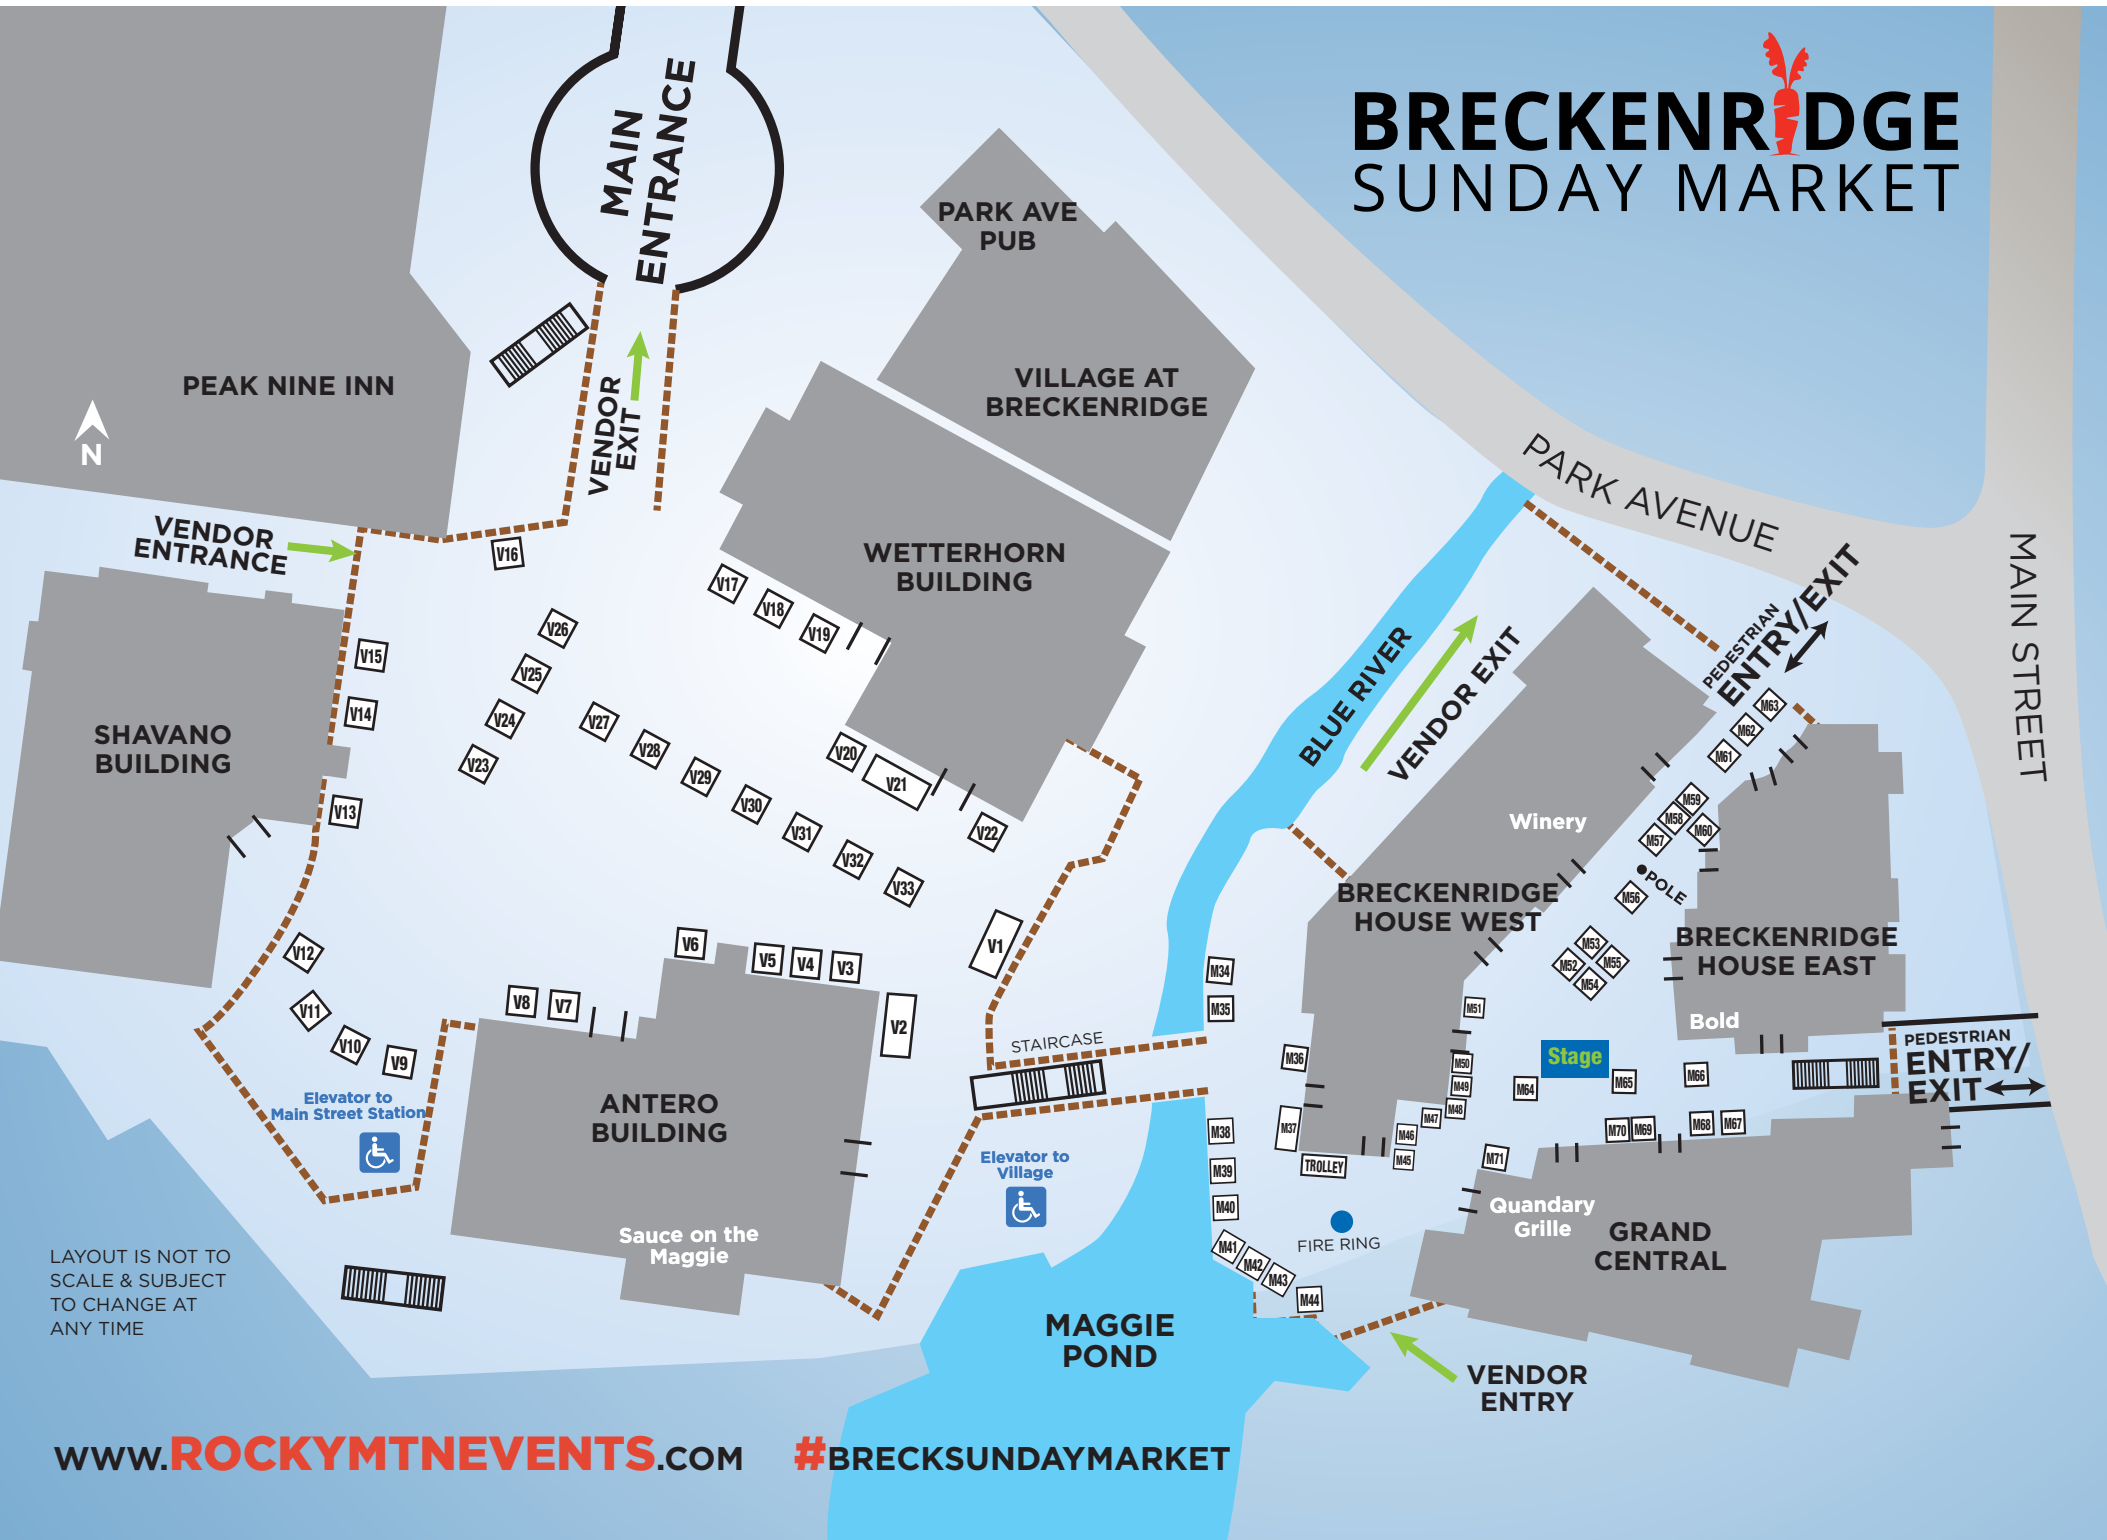 BRECKENRIDGE
SUNDAY MARKET
MAIN
ENTRANCE
PARK AVE
PUB
VILLAGE AT
BRECKENRIDGE
PEAK NINE INN
N
VENDOR
EXIT
VENDOR
ENTRANCE
WETTERHORN
BUILDING
SHAVANO
BUILDING
PARK AVENUE
MAIN STREET
BLUE RIVER
VENDOR EXIT
PEDESTRIAN
ENTRY/EXIT
V16
V17
V18
V19
V26
V25
V24
V23
V15
V14
V13
V27
V28
V29
V30
V31
V32
V33
V20
V21
V22
V12
V11
V10
V9
V8
V7
V6
V5
V4
V3
V1
V2
Elevator to
Main Street Station
ANTERO
BUILDING
Sauce on the
Maggie
STAIRCASE
Elevator to
Village
Winery
BRECKENRIDGE
HOUSE WEST
BRECKENRIDGE
HOUSE EAST
Bold
M63
M62
M61
M59
M58
M60
M57
POLE
M56
M53
M52
M55
M54
M34
M35
M36
M37
M38
M39
M40
M41
M42
M43
M44
M51
M50
M49
M48
M47
M46
M45
TROLLEY
FIRE RING
Stage
M64
M65
M66
M70
M69
M68
M67
M71
PEDESTRIAN
ENTRY/
EXIT
Quandary
Grille
GRAND
CENTRAL
MAGGIE
POND
VENDOR
ENTRY
LAYOUT IS NOT TO
SCALE & SUBJECT
TO CHANGE AT
ANY TIME
WWW.ROCKYMTNEVENTS.COM
#BRECKSUNDAYMARKET